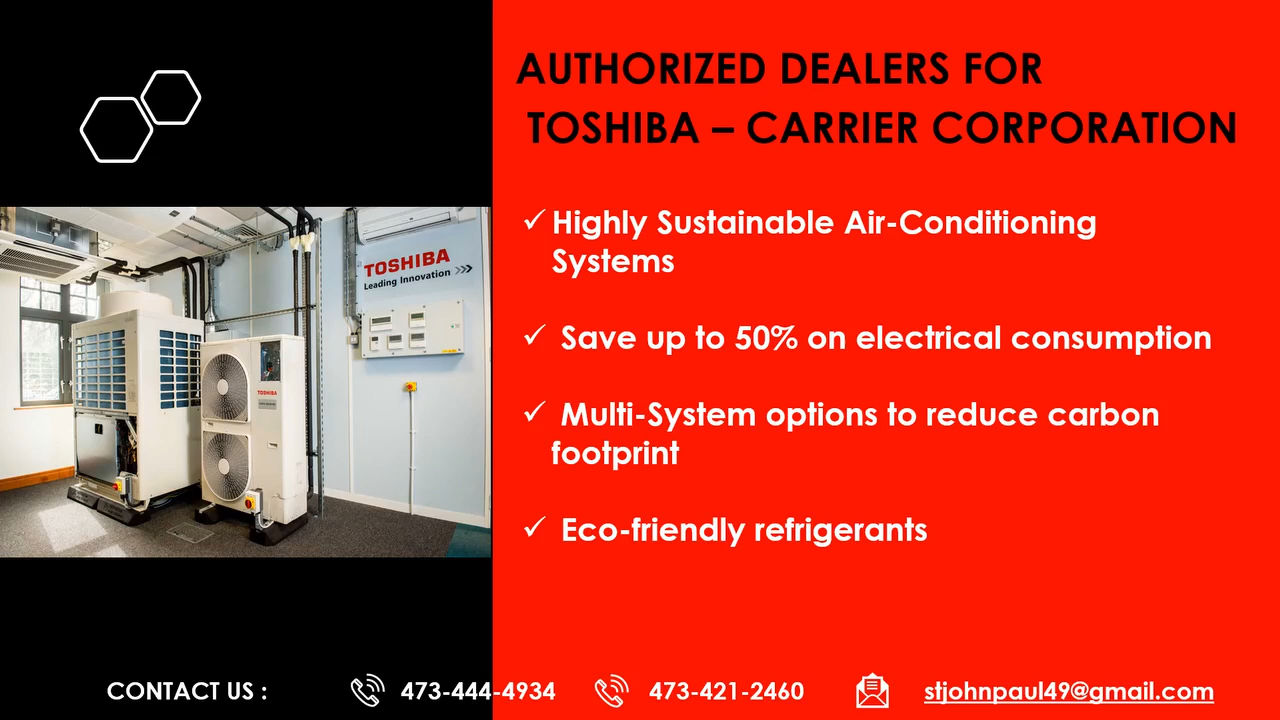 AUTHORIZED DEALERS FOR
TOSHIBA – CARRIER CORPORATION
✓ Highly Sustainable Air-Conditioning
Systems
✓ Save up to 50% on electrical consumption
✓ Multi-System options to reduce carbon
footprint
✓ Eco-friendly refrigerants
TOSHIBA
Leading Innovation >>>
TOSHIBA
CONTACT US : 473-444-4934 473-421-2460 stjohnpaul49@gmail.com